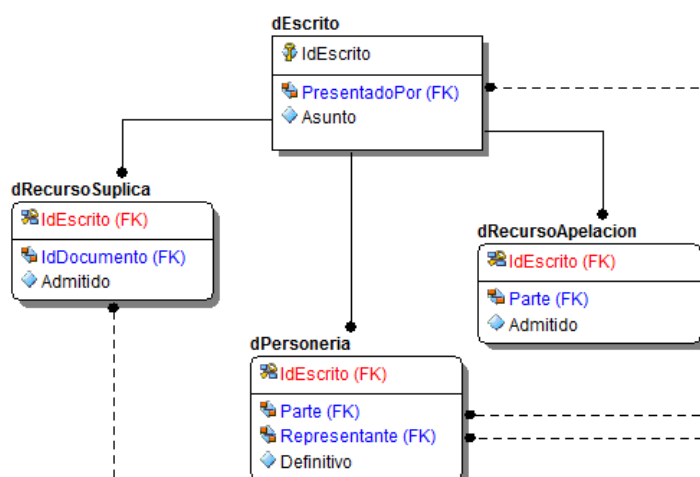 dEscrito
IdEscrito
PresentadoPor (FK)
Asunto
dRecursoSuplica
IdEscrito (FK)
IdDocumento (FK)
Admitido
dRecursoApelacion
IdEscrito (FK)
Parte (FK)
Admitido
dPersoneria
IdEscrito (FK)
Parte (FK)
Representante (FK)
Definitivo